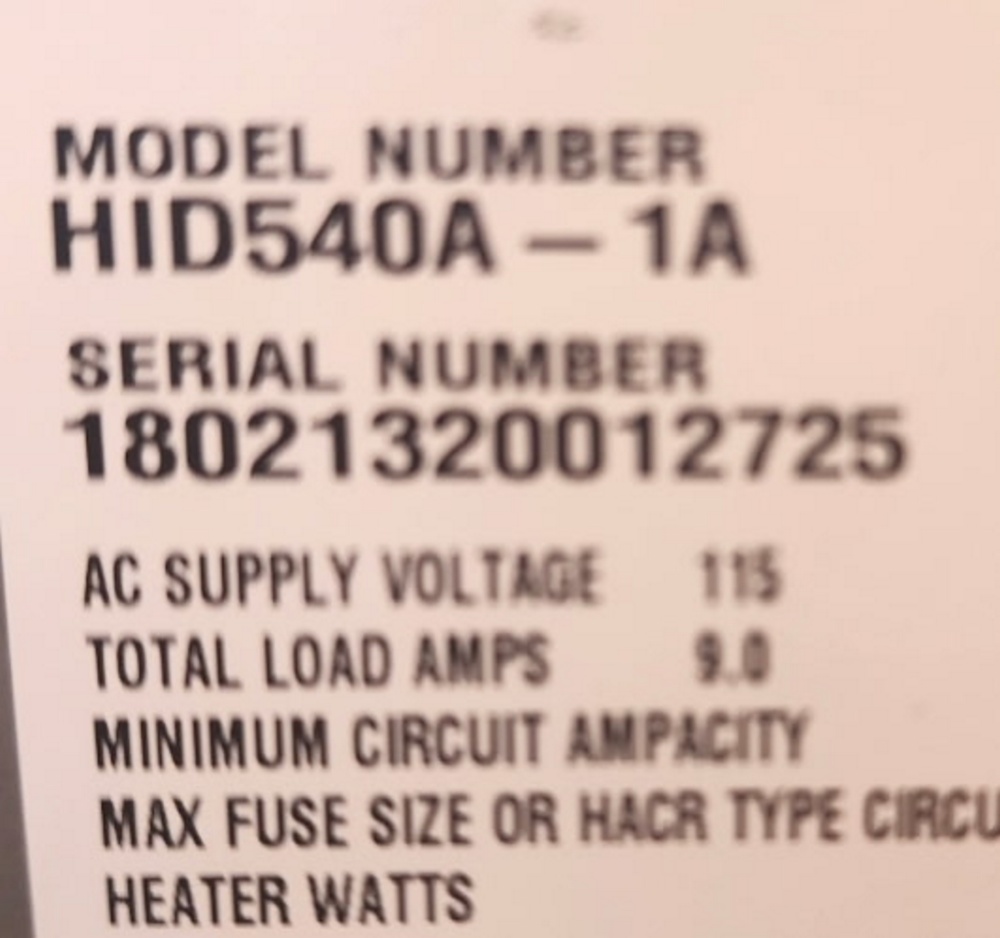 MODEL NUMBER
HID540A - 1A
SERIAL NUMBER
18021320012725
AC SUPPLY VOLTAGE 115
TOTAL LOAD AMPS 9.0
MINIMUM CIRCUIT AMPACITY
MAX FUSE SIZE OR HACR TYPE CIRCU
HEATER WATTS